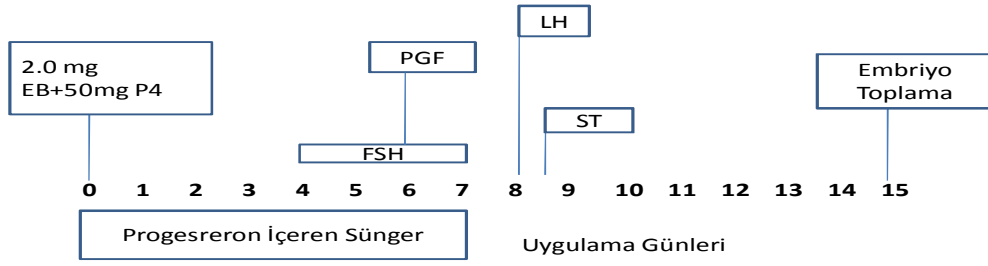 LH
PGF
2.0 mg
EB+50mg P4
Embriyo
Toplama
ST
FSH
0 1 2 3 4 5 6 7 8 9 10 11 12 13 14 15
Progesreron İçeren Sünger
Uygulama Günleri